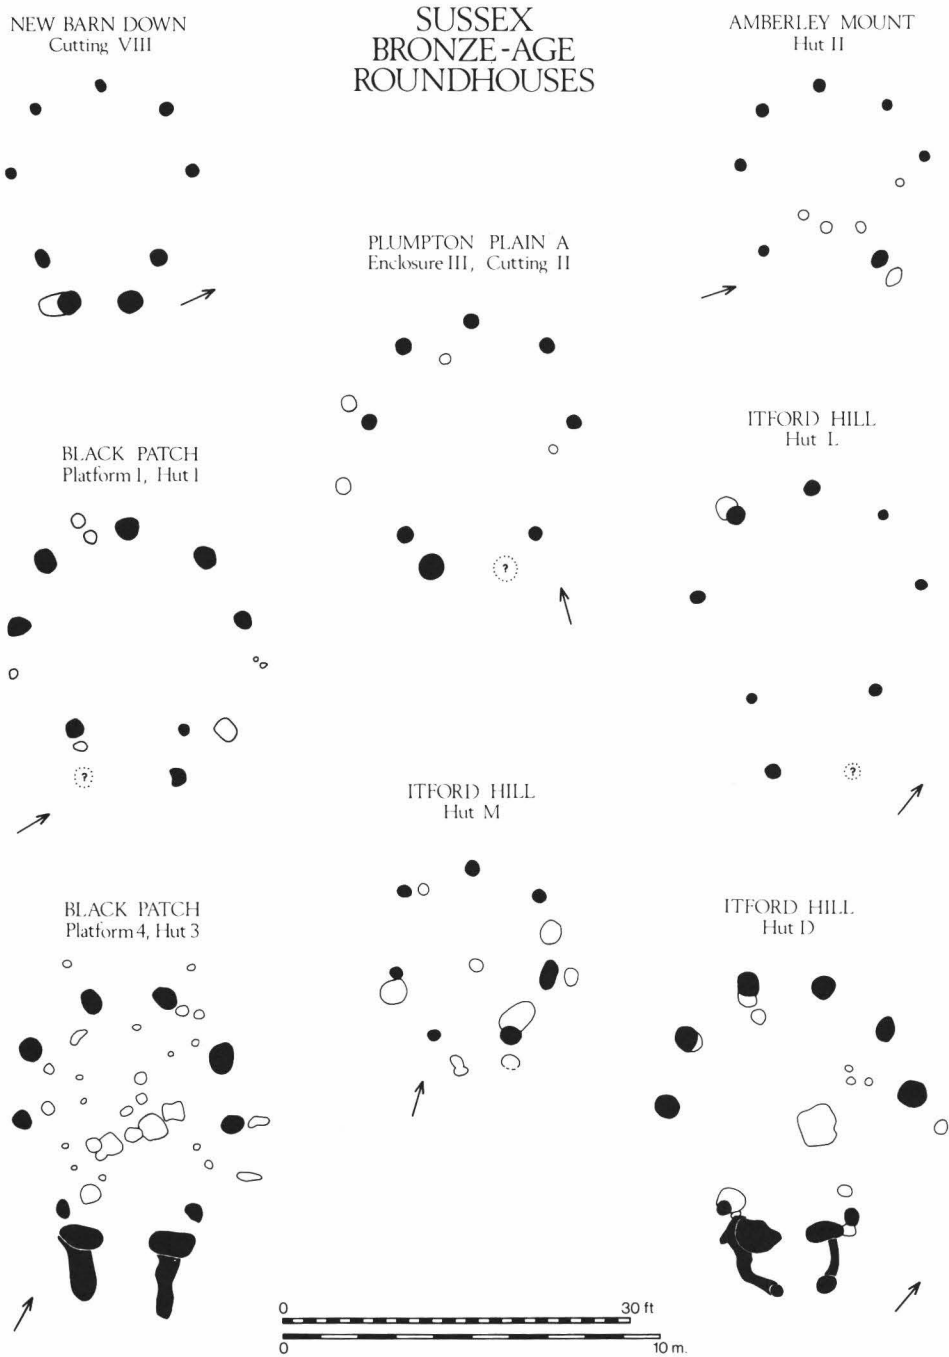 SUSSEX
BRONZE-AGE
ROUNDHOUSES
NEW BARN DOWN
Cutting VIII
AMBERLEY MOUNT
Hut II
PLUMPTON PLAIN A
Enclosure III, Cutting II
?
BLACK PATCH
Platform 1, Hut 1
?
ITFORD HILL
Hut L
?
ITFORD HILL
Hut M
BLACK PATCH
Platform 4, Hut 3
ITFORD HILL
Hut D
0 30 ft
0 10 m.